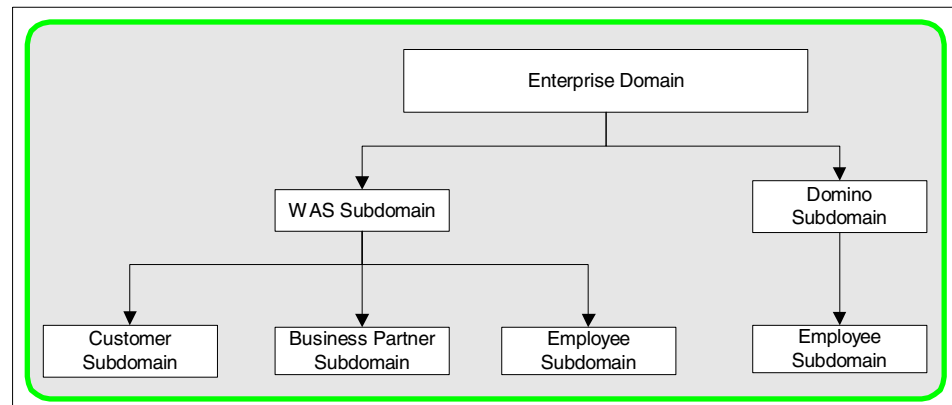 Enterprise Domain
WAS Subdomain
Domino
Subdomain
Customer
Subdomain
Business Partner
Subdomain
Employee
Subdomain
Employee
Subdomain